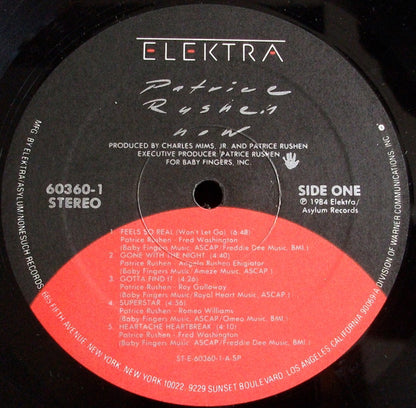 ELEKTRA
Patrice
Rushen
now
PRODUCED BY CHARLES MIMS, JR. AND PATRICE RUSHEN
EXECUTIVE PRODUCER: PATRICE RUSHEN
FOR BABY FINGERS, INC.
60360-1
STEREO
SIDE ONE
℗ 1984 Elektra/
Asylum Records
1 FEELS SO REAL (Won't Let Go) (6:48)
Patrice Rushen - Fred Washington
(Baby Fingers Music, ASCAP/Freddie Dee Music, BMI.)
2 GONE WITH THE NIGHT (4:40)
Patrice Rushen - Angela Rushen Ehigiator
(Baby Fingers Music/Ameze Music, ASCAP.)
3 GOTTA FIND IT (4:26)
Patrice Rushen - Roy Galloway
(Baby Fingers Music/Royal Heart Music, ASCAP.)
4 SUPERSTAR (4:56)
Patrice Rushen - Romeo Williams
(Baby Fingers Music, ASCAP/Omeo Music, BMI.)
5 HEARTACHE HEARTBREAK (4:10)
Patrice Rushen - Fred Washington
(Baby Fingers Music, ASCAP/Freddie Dee Music, BMI.)
ST-E-60360-1-A-SP
MFG. BY ELEKTRA/ASYLUM/NONESUCH RECORDS
665 FIFTH AVENUE, NEW YORK, NEW YORK 10022. 9229 SUNSET BOULEVARD, LOS ANGELES, CALIFORNIA 90069. A DIVISION OF WARNER COMMUNICATIONS, INC.